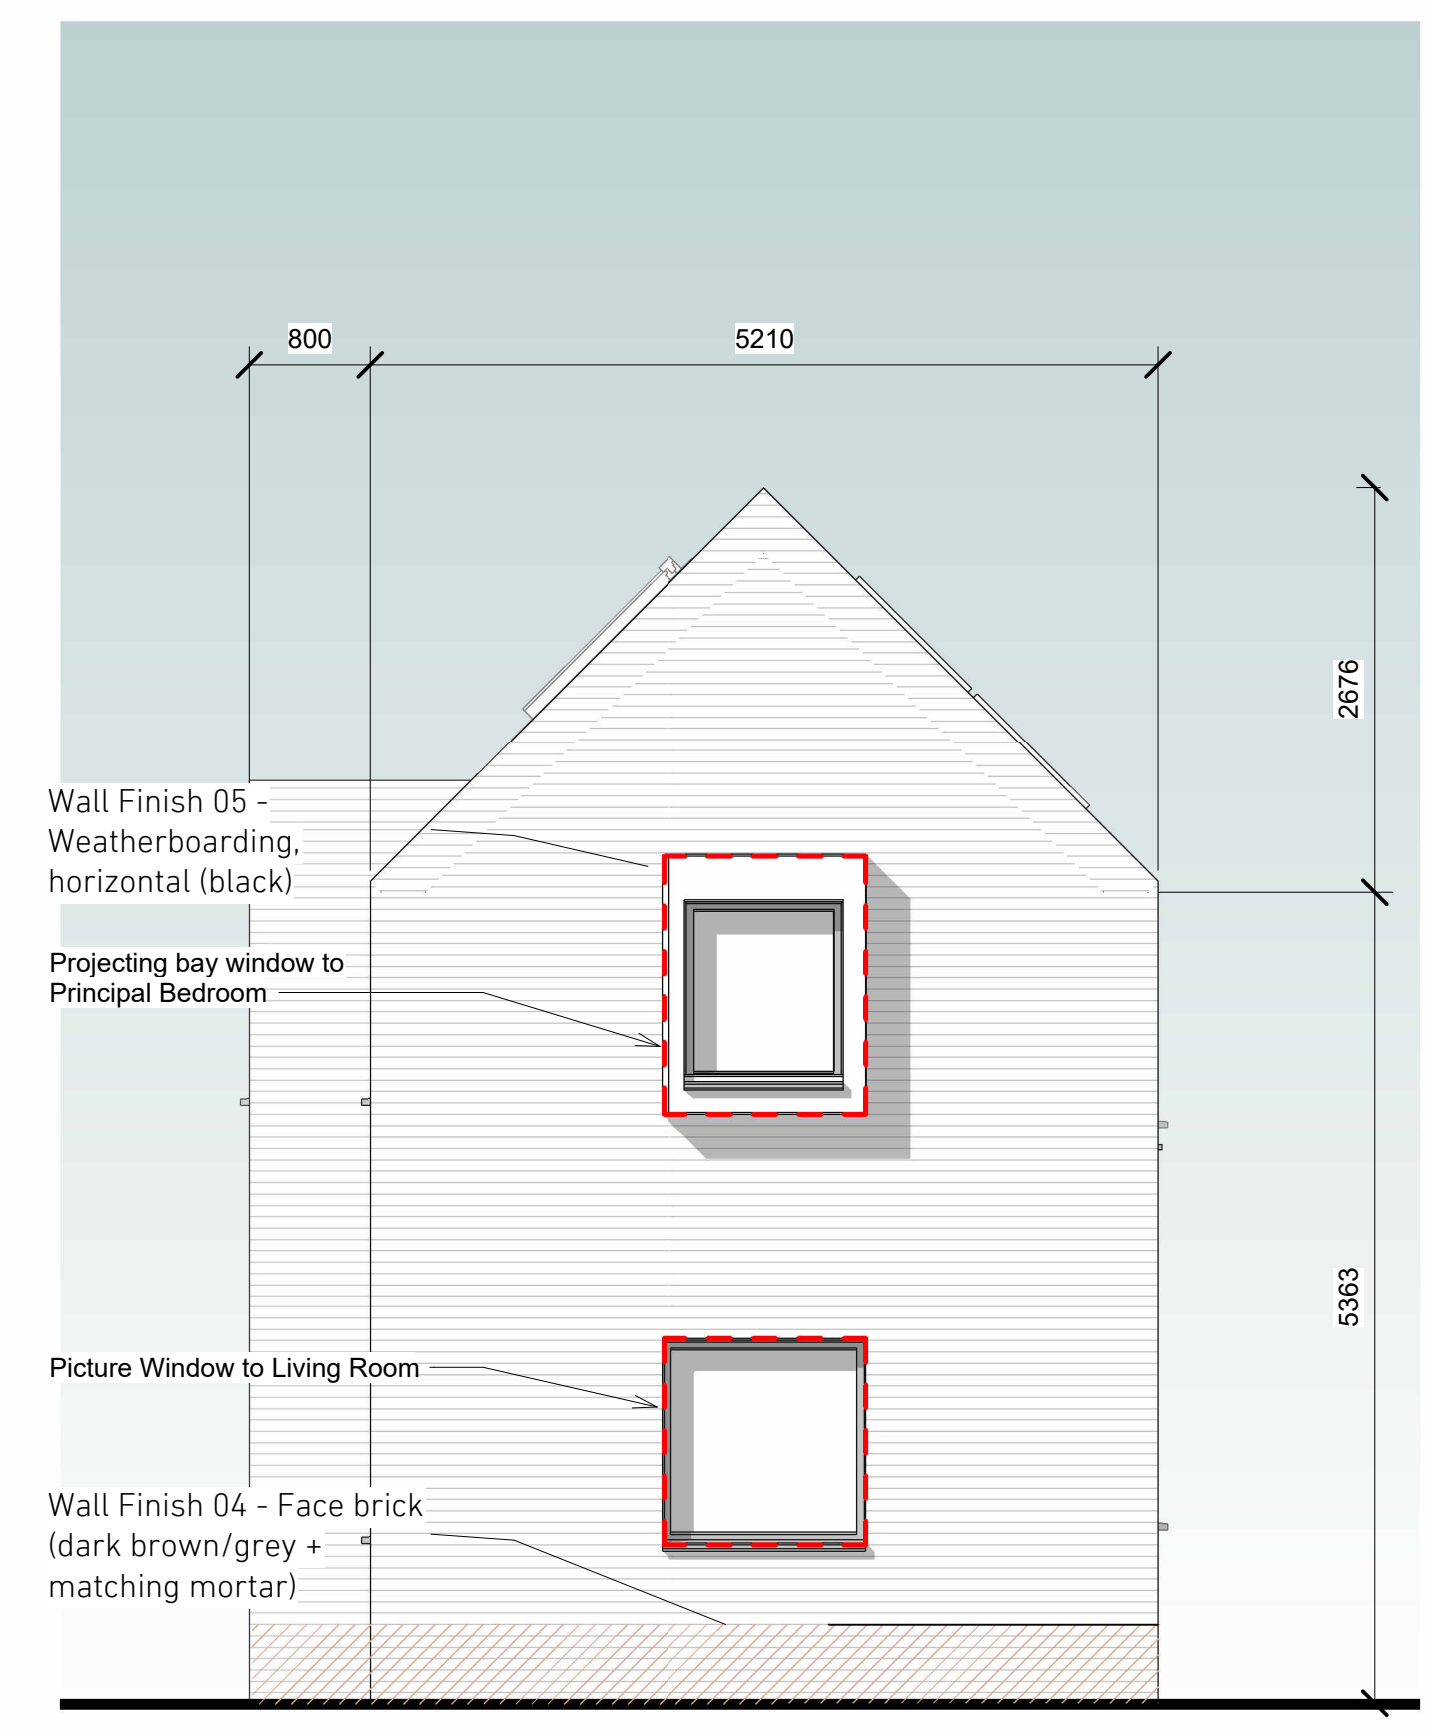 800
5210
2676
Wall Finish 05 -
Weatherboarding,
horizontal (black)
Projecting bay window to
Principal Bedroom
5363
Picture Window to Living Room
Wall Finish 04 - Face brick
(dark brown/grey +
matching mortar)